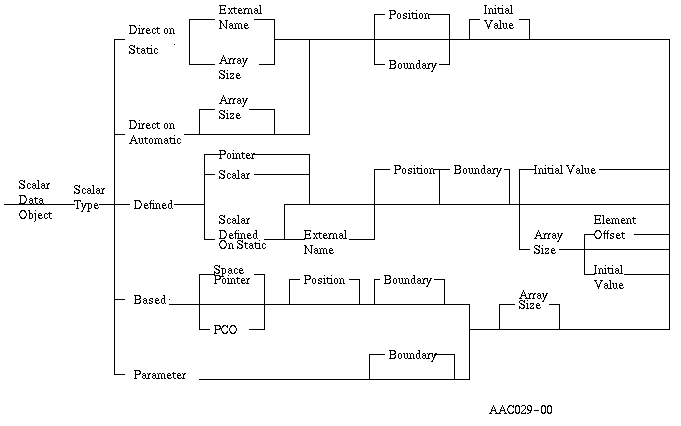 Scalar
Data
Object
Scalar
Type
Direct on
Static
External
Name
Array
Size
Position
Boundary
Initial
Value
Direct on
Automatic
Array
Size
Defined
Pointer
Scalar
Scalar
Defined
On Static
External
Name
Position
Boundary
Initial Value
Array
Size
Element
Offset
Initial
Value
Based
Space
Pointer
PCO
Position
Boundary
Array
Size
Parameter
Boundary
AAC029-00